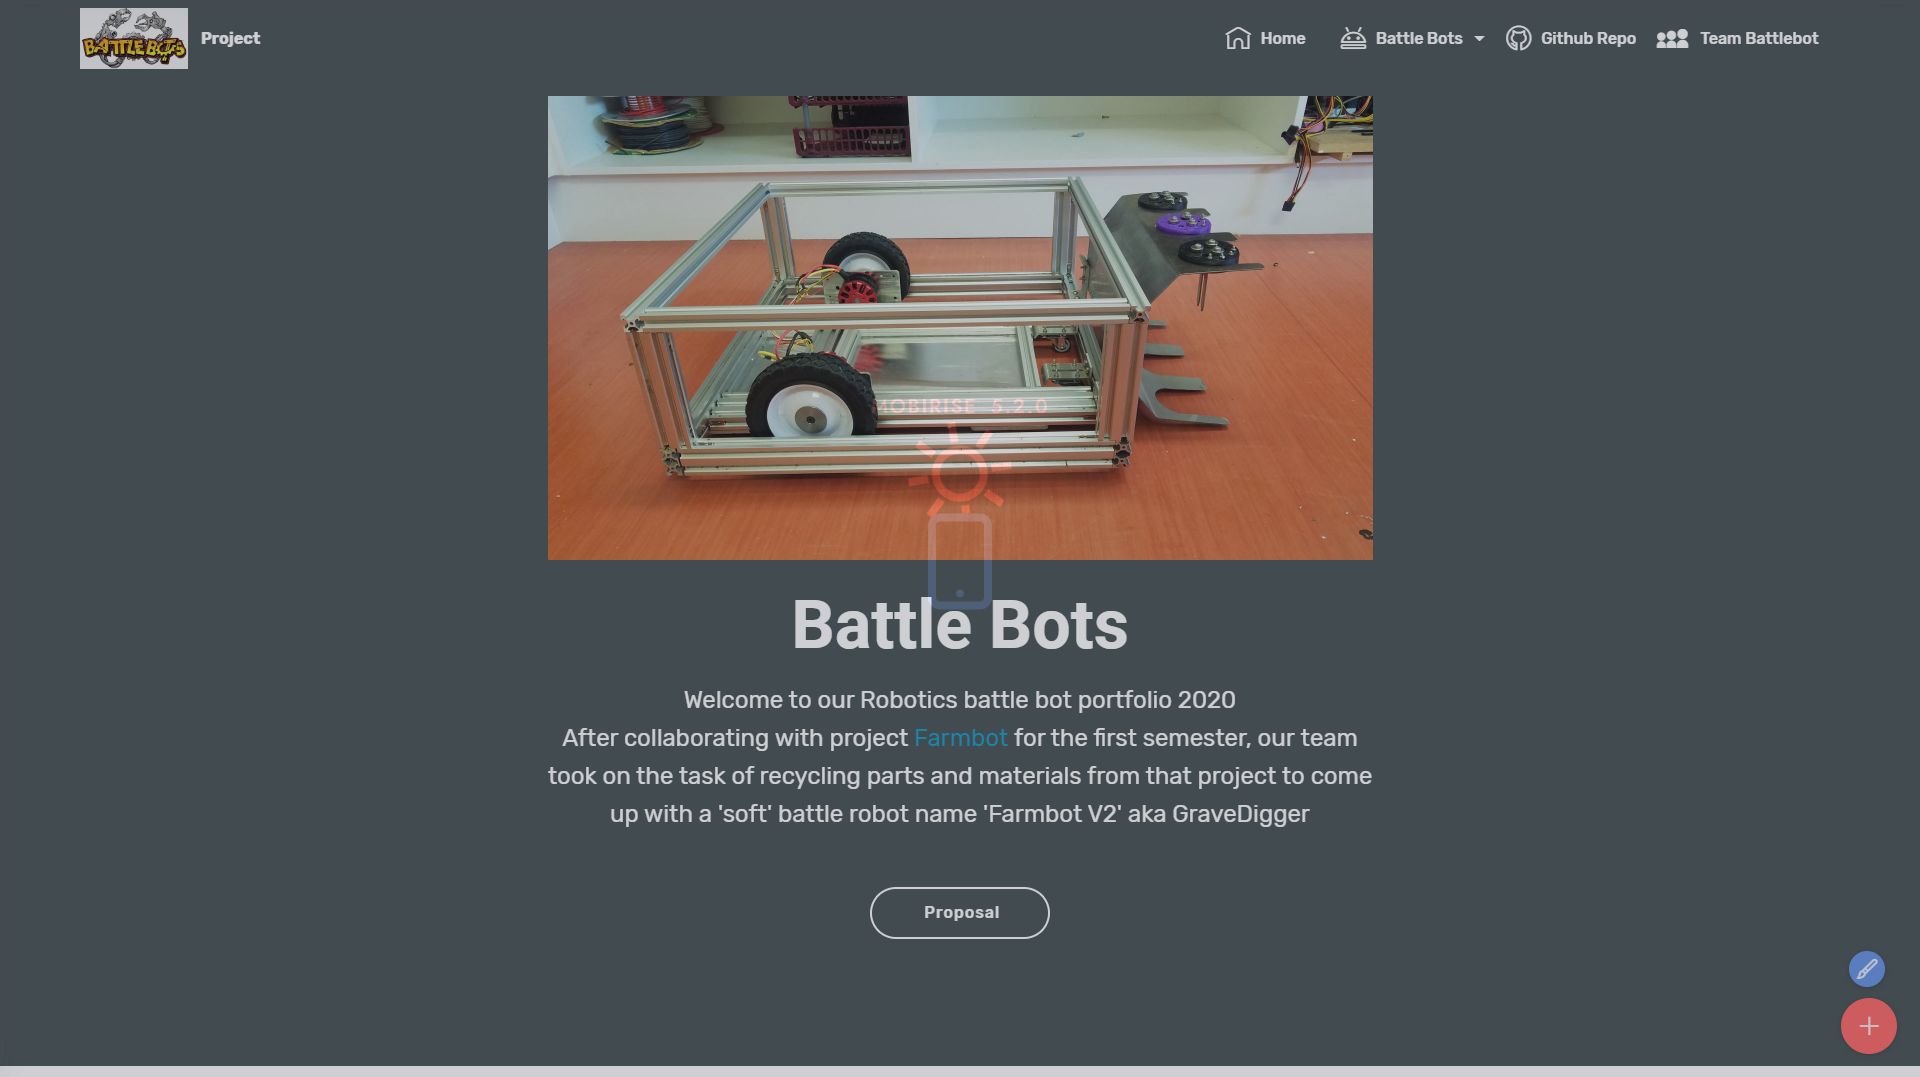 BATTLEBOTS
Project
Home
Battle Bots
Github Repo
Team Battlebot
MOBIRISE 5.2.0
Battle Bots
Welcome to our Robotics battle bot portfolio 2020
After collaborating with project Farmbot for the first semester, our team
took on the task of recycling parts and materials from that project to come
up with a 'soft' battle robot name 'Farmbot V2' aka GraveDigger
Proposal